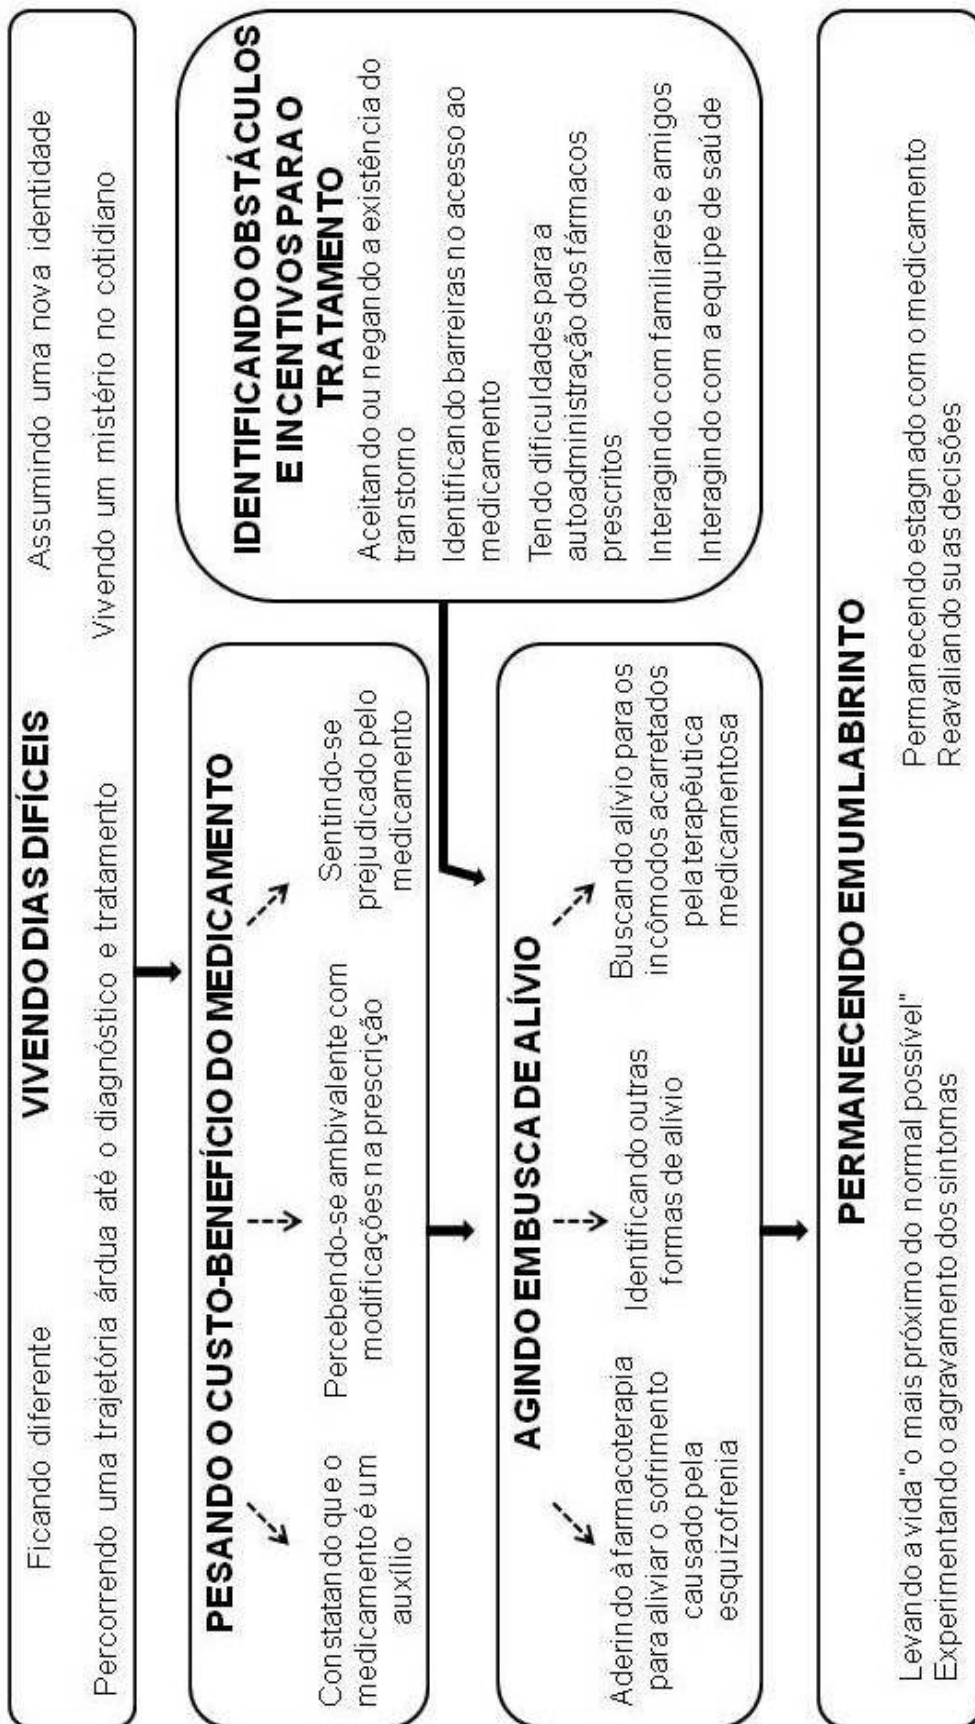 VIVENDO DIAS DIFÍCEIS
Ficando diferente
Assumindo uma nova identidade
Percorrendo uma trajetória árdua até o diagnóstico e tratamento
Vivendo um mistério no cotidiano
PESANDO O CUSTO-BENEFÍCIO DO MEDICAMENTO
Constatando que o
medicamento é um
auxílio
Percebendo-se ambivalente com
modificações na prescrição
Sentindo-se
prejudicado pelo
medicamento
IDENTIFICANDO OBSTÁCULOS
E INCENTIVOS PARA O
TRATAMENTO
Aceitando ou negando a existência do
transtorno
Identificando barreiras no acesso ao
medicamento
Tendo dificuldades para a
autoadministração dos fármacos
prescritos
Interagindo com familiares e amigos
Interagindo com a equipe de saúde
AGINDO EM BUSCA DE ALÍVIO
Aderindo à farmacoterapia
para aliviar o sofrimento
causado pela
esquizofrenia
Identificando outras
formas de alívio
Buscando alívio para os
incômodos acarretados
pela terapêutica
medicamentosa
PERMANECENDO EM UM LABIRINTO
Levando a vida "o mais próximo do normal possível"
Experimentando o agravamento dos sintomas
Permanecendo estagnado com o medicamento
Reavaliando suas decisões